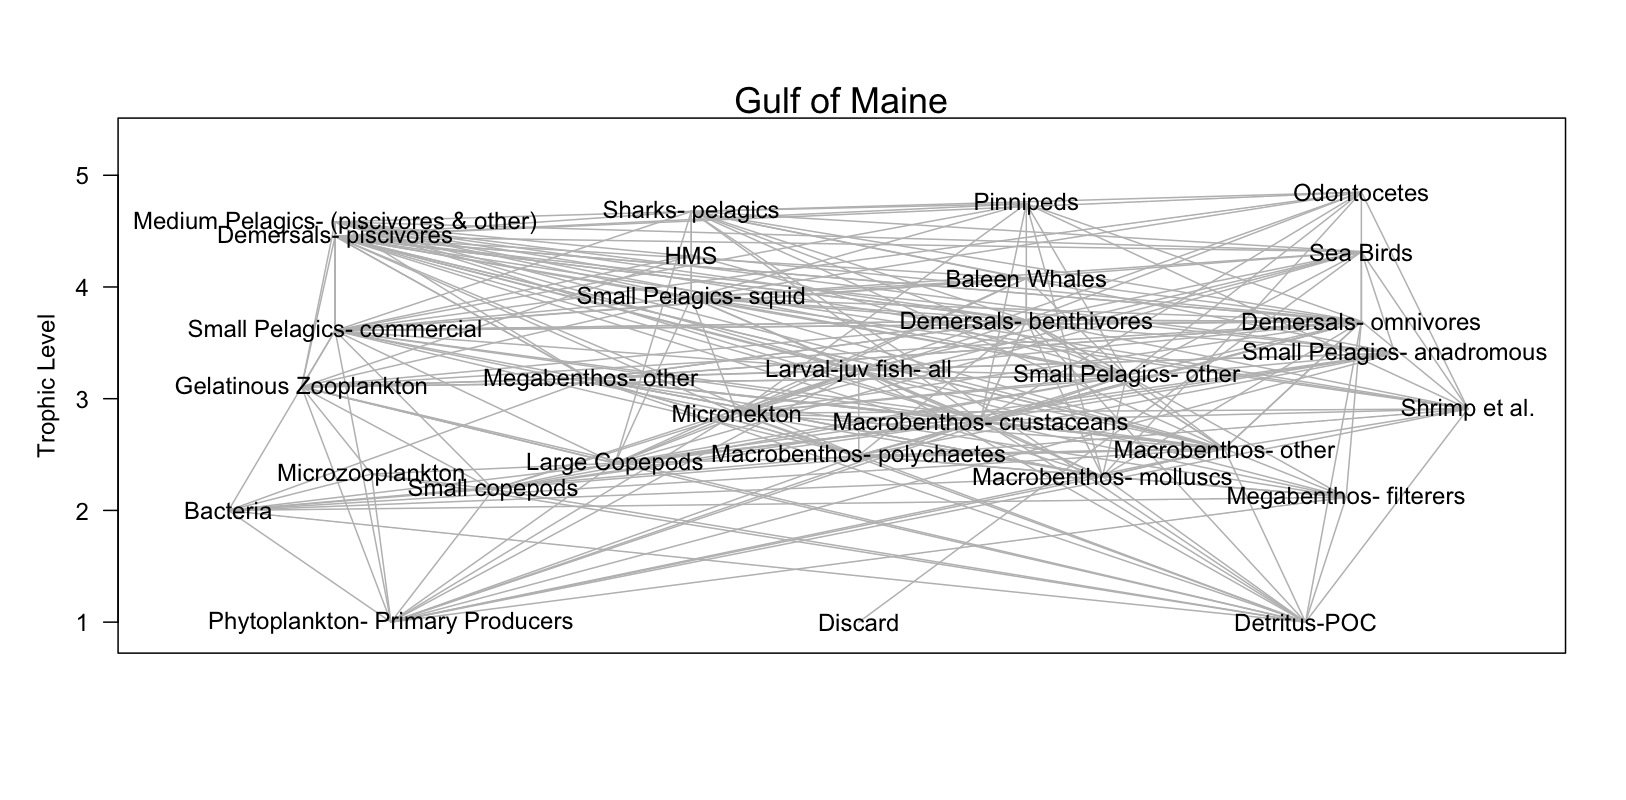 Gulf of Maine
Trophic Level
5
4
3
2
1
Odontocetes
Pinnipeds
Sharks- pelagics
Medium Pelagics- (piscivores & other)
Demersals- piscivores
Sea Birds
HMS
Baleen Whales
Small Pelagics- squid
Demersals- benthivores
Demersals- omnivores
Small Pelagics- commercial
Small Pelagics- anadromous
Larval-juv fish- all
Small Pelagics- other
Megabenthos- other
Gelatinous Zooplankton
Shrimp et al.
Micronekton
Macrobenthos- crustaceans
Macrobenthos- other
Macrobenthos- polychaetes
Large Copepods
Microzooplankton
Macrobenthos- molluscs
Small copepods
Megabenthos- filterers
Bacteria
Phytoplankton- Primary Producers
Discard
Detritus-POC